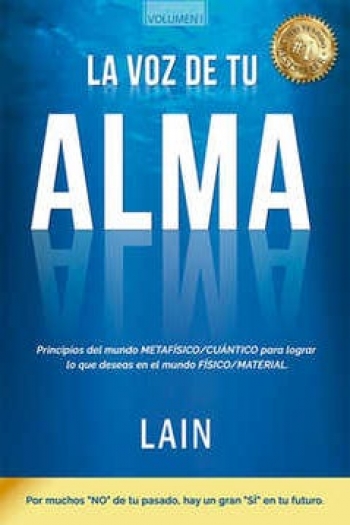 VOLUMEN I
#1
LA VOZ DE TU
ALMA
Principios del mundo METAFÍSICO/CUÁNTICO para lograr
lo que deseas en el mundo FÍSICO/MATERIAL.
LAIN
Por muchos "NO" de tu pasado, hay un gran "SÍ" en tu futuro.